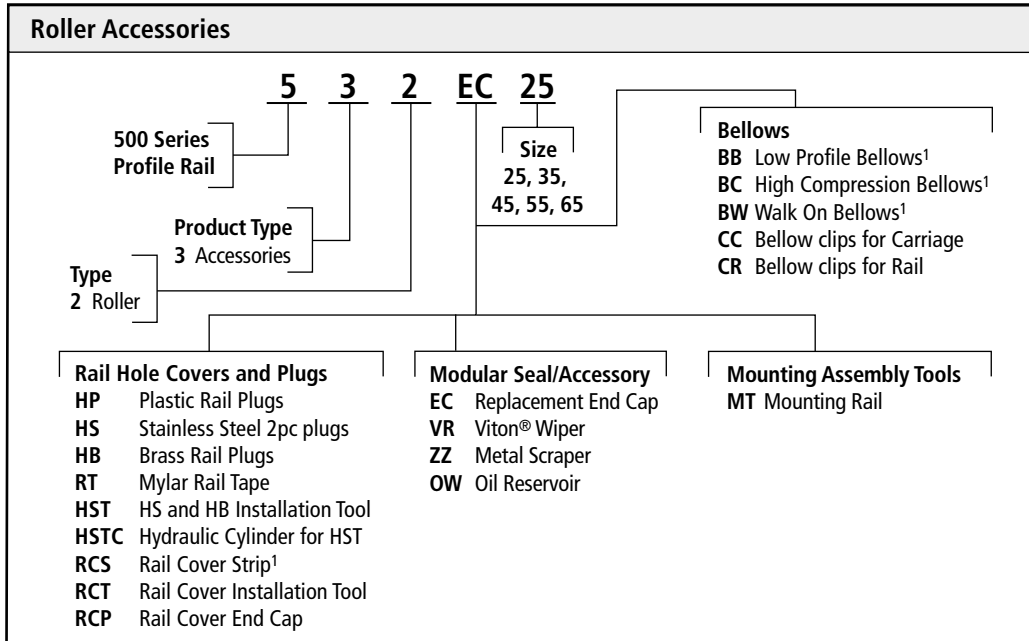 Roller Accessories
5 3 2 EC 25
500 Series
Profile Rail
Product Type
3 Accessories
Type
2 Roller
Size
25, 35,
45, 55, 65
Bellows
BB Low Profile Bellows¹
BC High Compression Bellows¹
BW Walk On Bellows¹
CC Bellow clips for Carriage
CR Bellow clips for Rail
Rail Hole Covers and Plugs
HP Plastic Rail Plugs
HS Stainless Steel 2pc plugs
HB Brass Rail Plugs
RT Mylar Rail Tape
HST HS and HB Installation Tool
HSTC Hydraulic Cylinder for HST
RCS Rail Cover Strip¹
RCT Rail Cover Installation Tool
RCP Rail Cover End Cap
Modular Seal/Accessory
EC Replacement End Cap
VR Viton® Wiper
ZZ Metal Scraper
OW Oil Reservoir
Mounting Assembly Tools
MT Mounting Rail